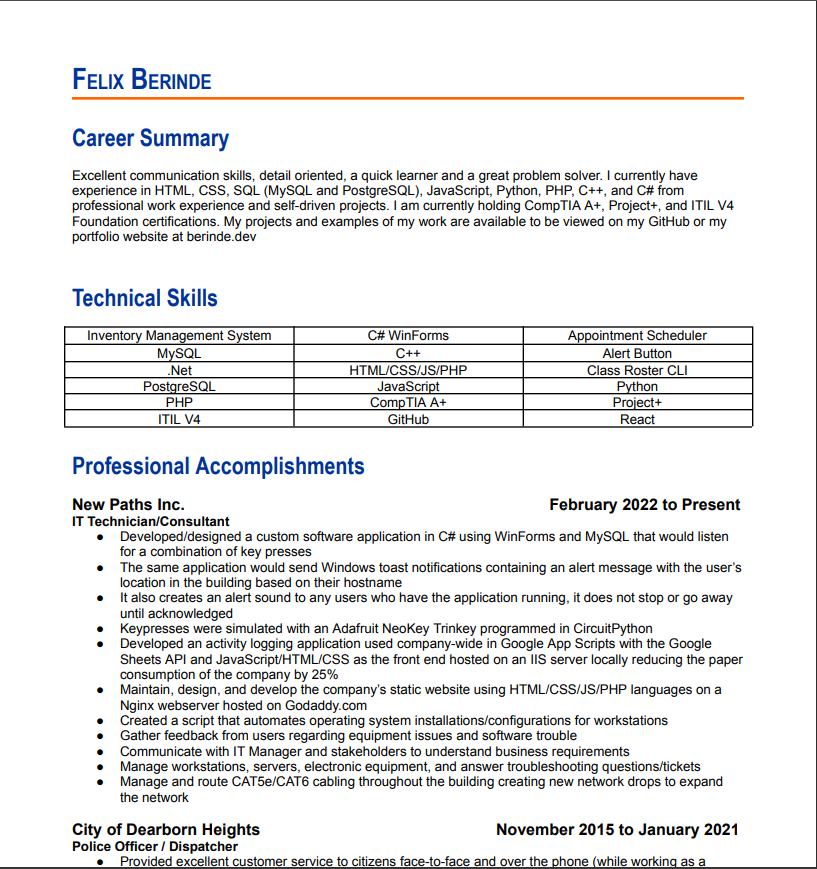 FELIX BERINDE
Career Summary
Excellent communication skills, detail oriented, a quick learner and a great problem solver. I currently have
experience in HTML, CSS, SQL (MySQL and PostgreSQL), JavaScript, Python, PHP, C++, and C# from
professional work experience and self-driven projects. I am currently holding CompTIA A+, Project+, and ITIL V4
Foundation certifications. My projects and examples of my work are available to be viewed on my GitHub or my
portfolio website at berinde.dev
Technical Skills
Inventory Management System C# WinForms Appointment Scheduler
MySQL C++ Alert Button
.Net HTML/CSS/JS/PHP Class Roster CLI
PostgreSQL JavaScript Python
PHP CompTIA A+ Project+
ITIL V4 GitHub React
Professional Accomplishments
New Paths Inc. February 2022 to Present
IT Technician/Consultant
● Developed/designed a custom software application in C# using WinForms and MySQL that would listen
for a combination of key presses
● The same application would send Windows toast notifications containing an alert message with the user's
location in the building based on their hostname
● It also creates an alert sound to any users who have the application running, it does not stop or go away
until acknowledged
● Keypresses were simulated with an Adafruit NeoKey Trinkey programmed in CircuitPython
● Developed an activity logging application used company-wide in Google App Scripts with the Google
Sheets API and JavaScript/HTML/CSS as the front end hosted on an IIS server locally reducing the paper
consumption of the company by 25%
● Maintain, design, and develop the company's static website using HTML/CSS/JS/PHP languages on a
Nginx webserver hosted on Godaddy.com
● Created a script that automates operating system installations/configurations for workstations
● Gather feedback from users regarding equipment issues and software trouble
● Communicate with IT Manager and stakeholders to understand business requirements
● Manage workstations, servers, electronic equipment, and answer troubleshooting questions/tickets
● Manage and route CAT5e/CAT6 cabling throughout the building creating new network drops to expand
the network
City of Dearborn Heights November 2015 to January 2021
Police Officer / Dispatcher
● Provided excellent customer service to citizens face-to-face and over the phone (while working as a